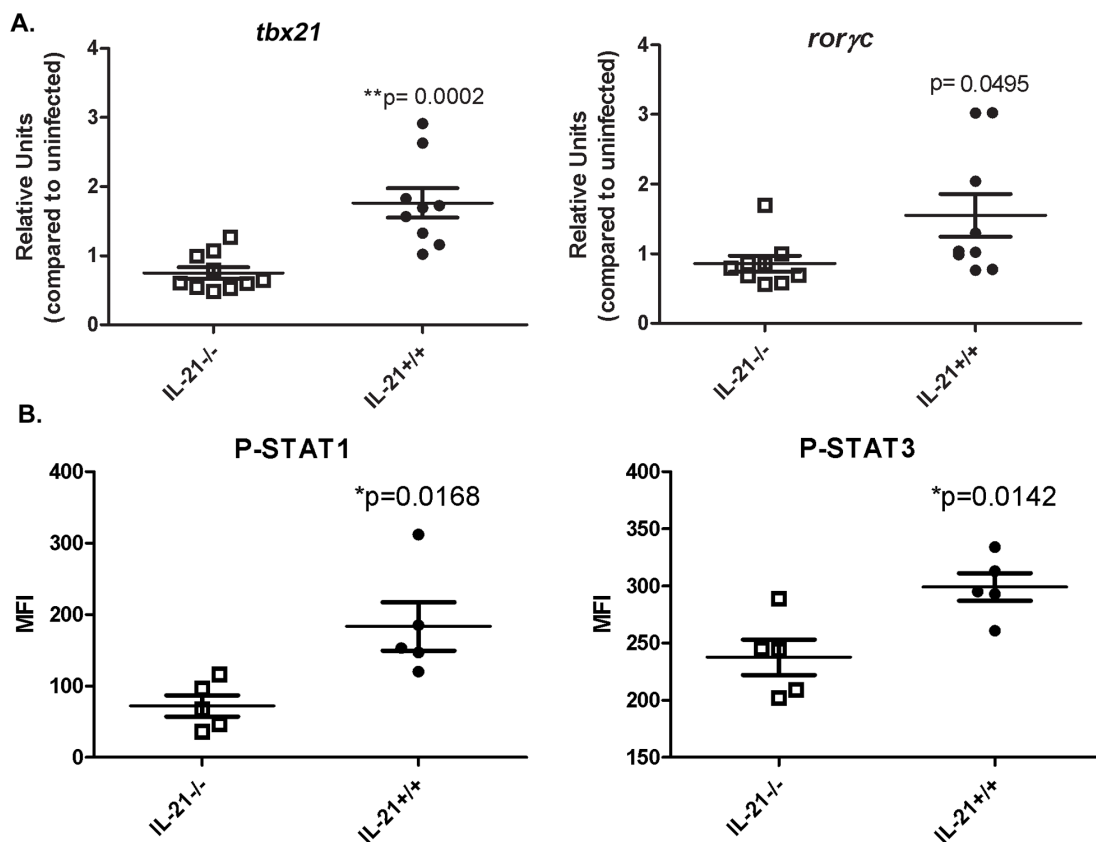 A.
tbx21
Relative Units
(compared to uninfected)
4
3
2
1
0
**p= 0.0002
IL-21-/-
IL-21+/+
rorγc
Relative Units
(compared to uninfected)
4
3
2
1
0
p= 0.0495
IL-21-/-
IL-21+/+
B.
P-STAT1
MFI
400
300
200
100
0
*p=0.0168
IL-21-/-
IL-21+/+
P-STAT3
MFI
400
350
300
250
200
150
*p=0.0142
IL-21-/-
IL-21+/+